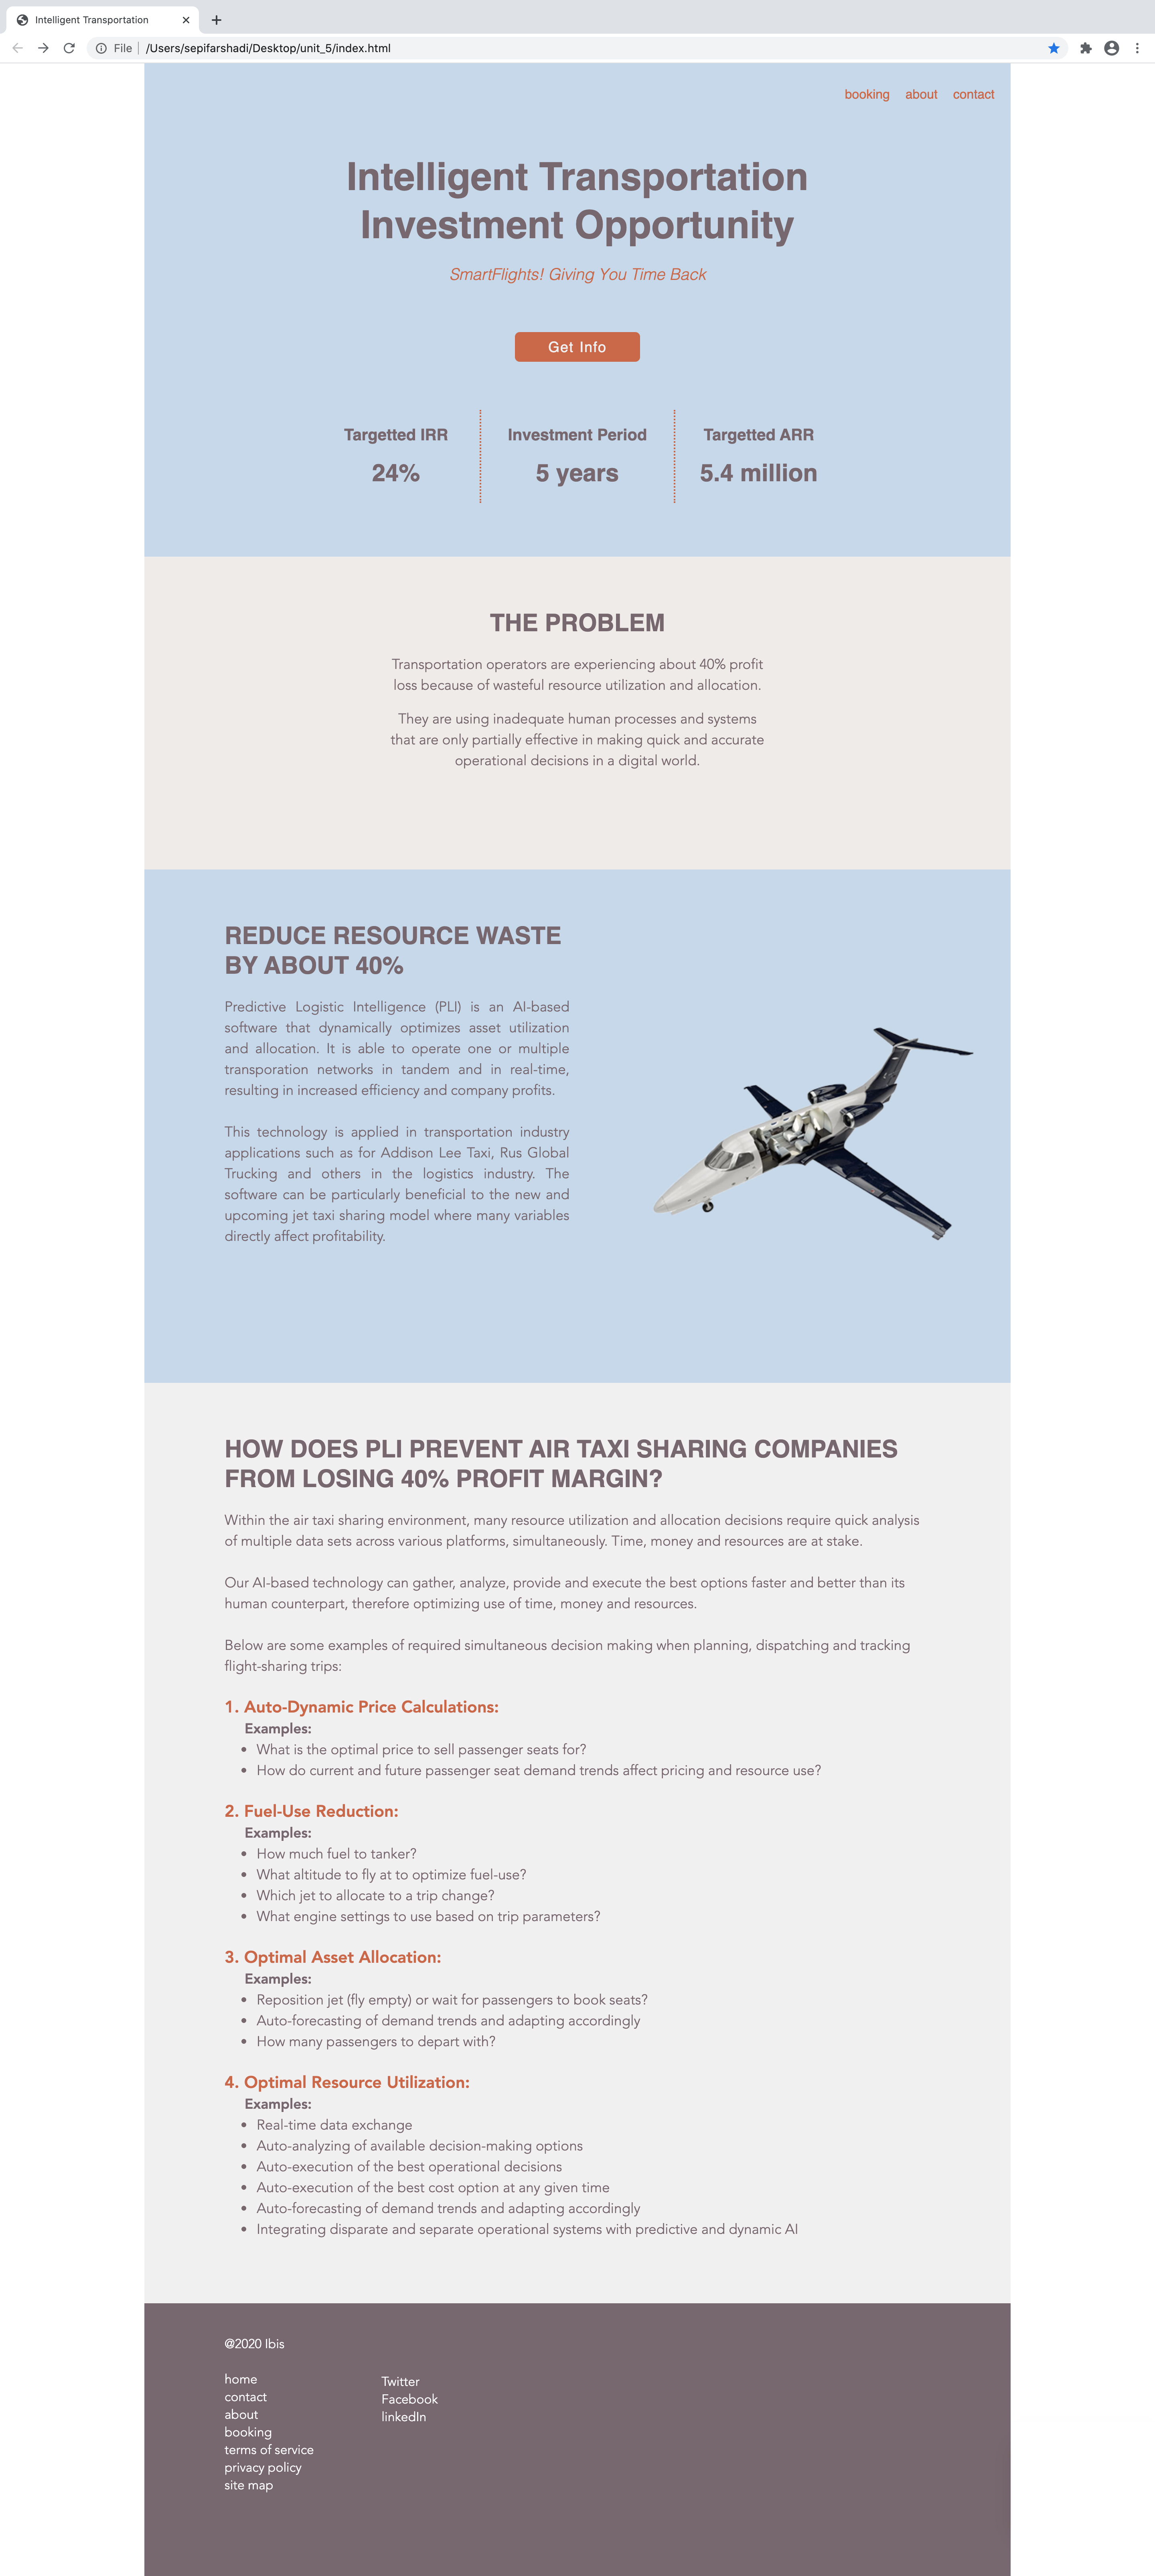 Intelligent Transportation
File
/Users/sepifarshadi/Desktop/unit_5/index.html
booking about contact
Intelligent Transportation
Investment Opportunity
SmartFlights! Giving You Time Back
Get Info
Targetted IRR
24%
Investment Period
5 years
Targetted ARR
5.4 million
THE PROBLEM
Transportation operators are experiencing about 40% profit
loss because of wasteful resource utilization and allocation.
They are using inadequate human processes and systems
that are only partially effective in making quick and accurate
operational decisions in a digital world.
REDUCE RESOURCE WASTE
BY ABOUT 40%
Predictive Logistic Intelligence (PLI) is an AI-based
software that dynamically optimizes asset utilization
and allocation. It is able to operate one or multiple
transporation networks in tandem and in real-time,
resulting in increased efficiency and company profits.
This technology is applied in transportation industry
applications such as for Addison Lee Taxi, Rus Global
Trucking and others in the logistics industry. The
software can be particularly beneficial to the new and
upcoming jet taxi sharing model where many variables
directly affect profitability.
HOW DOES PLI PREVENT AIR TAXI SHARING COMPANIES
FROM LOSING 40% PROFIT MARGIN?
Within the air taxi sharing environment, many resource utilization and allocation decisions require quick analysis
of multiple data sets across various platforms, simultaneously. Time, money and resources are at stake.
Our AI-based technology can gather, analyze, provide and execute the best options faster and better than its
human counterpart, therefore optimizing use of time, money and resources.
Below are some examples of required simultaneous decision making when planning, dispatching and tracking
flight-sharing trips:
1. Auto-Dynamic Price Calculations:
Examples:
• What is the optimal price to sell passenger seats for?
• How do current and future passenger seat demand trends affect pricing and resource use?
2. Fuel-Use Reduction:
Examples:
• How much fuel to tanker?
• What altitude to fly at to optimize fuel-use?
• Which jet to allocate to a trip change?
• What engine settings to use based on trip parameters?
3. Optimal Asset Allocation:
Examples:
• Reposition jet (fly empty) or wait for passengers to book seats?
• Auto-forecasting of demand trends and adapting accordingly
• How many passengers to depart with?
4. Optimal Resource Utilization:
Examples:
• Real-time data exchange
• Auto-analyzing of available decision-making options
• Auto-execution of the best operational decisions
• Auto-execution of the best cost option at any given time
• Auto-forecasting of demand trends and adapting accordingly
• Integrating disparate and separate operational systems with predictive and dynamic AI
@2020 Ibis
home
contact
about
booking
terms of service
privacy policy
site map
Twitter
Facebook
linkedIn